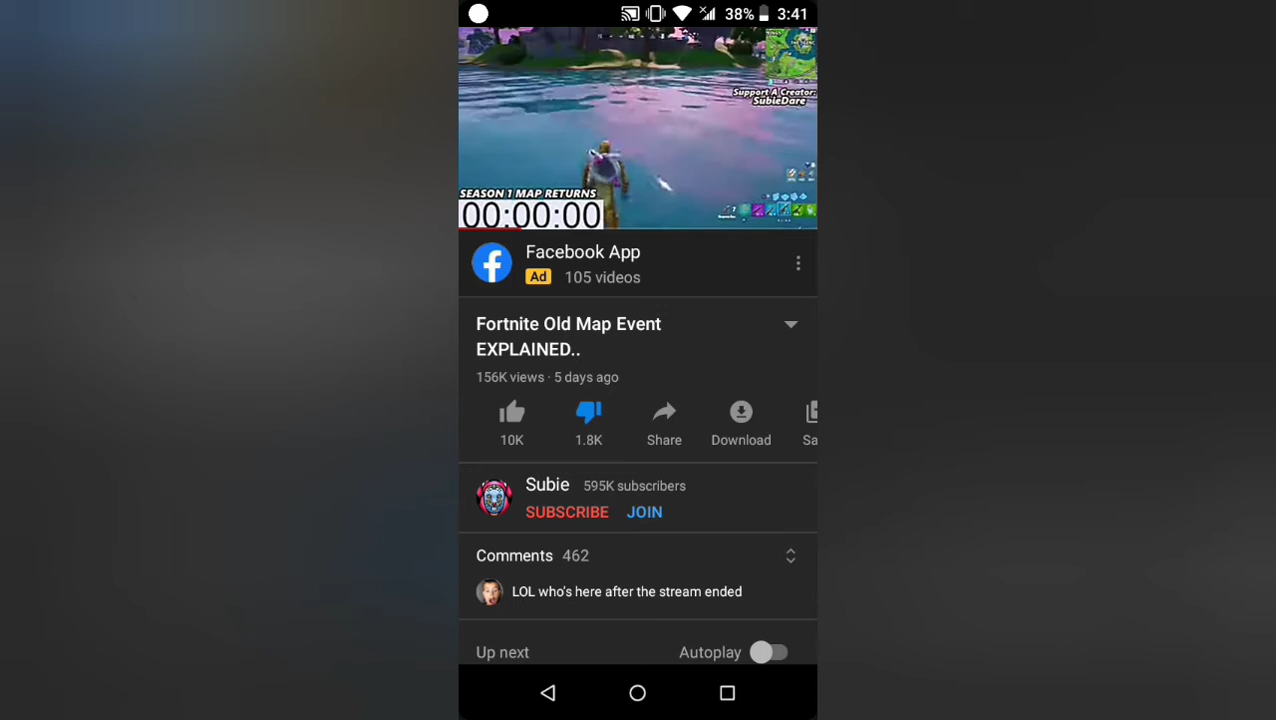 38% 3:41
Support A Creator:
SubieDare
SEASON 1 MAP RETURNS
00:00:00
Facebook App
Ad 105 videos
Fortnite Old Map Event
EXPLAINED..
156K views · 5 days ago
10K 1.8K Share Download Sa
Subie 595K subscribers
SUBSCRIBE JOIN
Comments 462
LOL who's here after the stream ended
Up next Autoplay